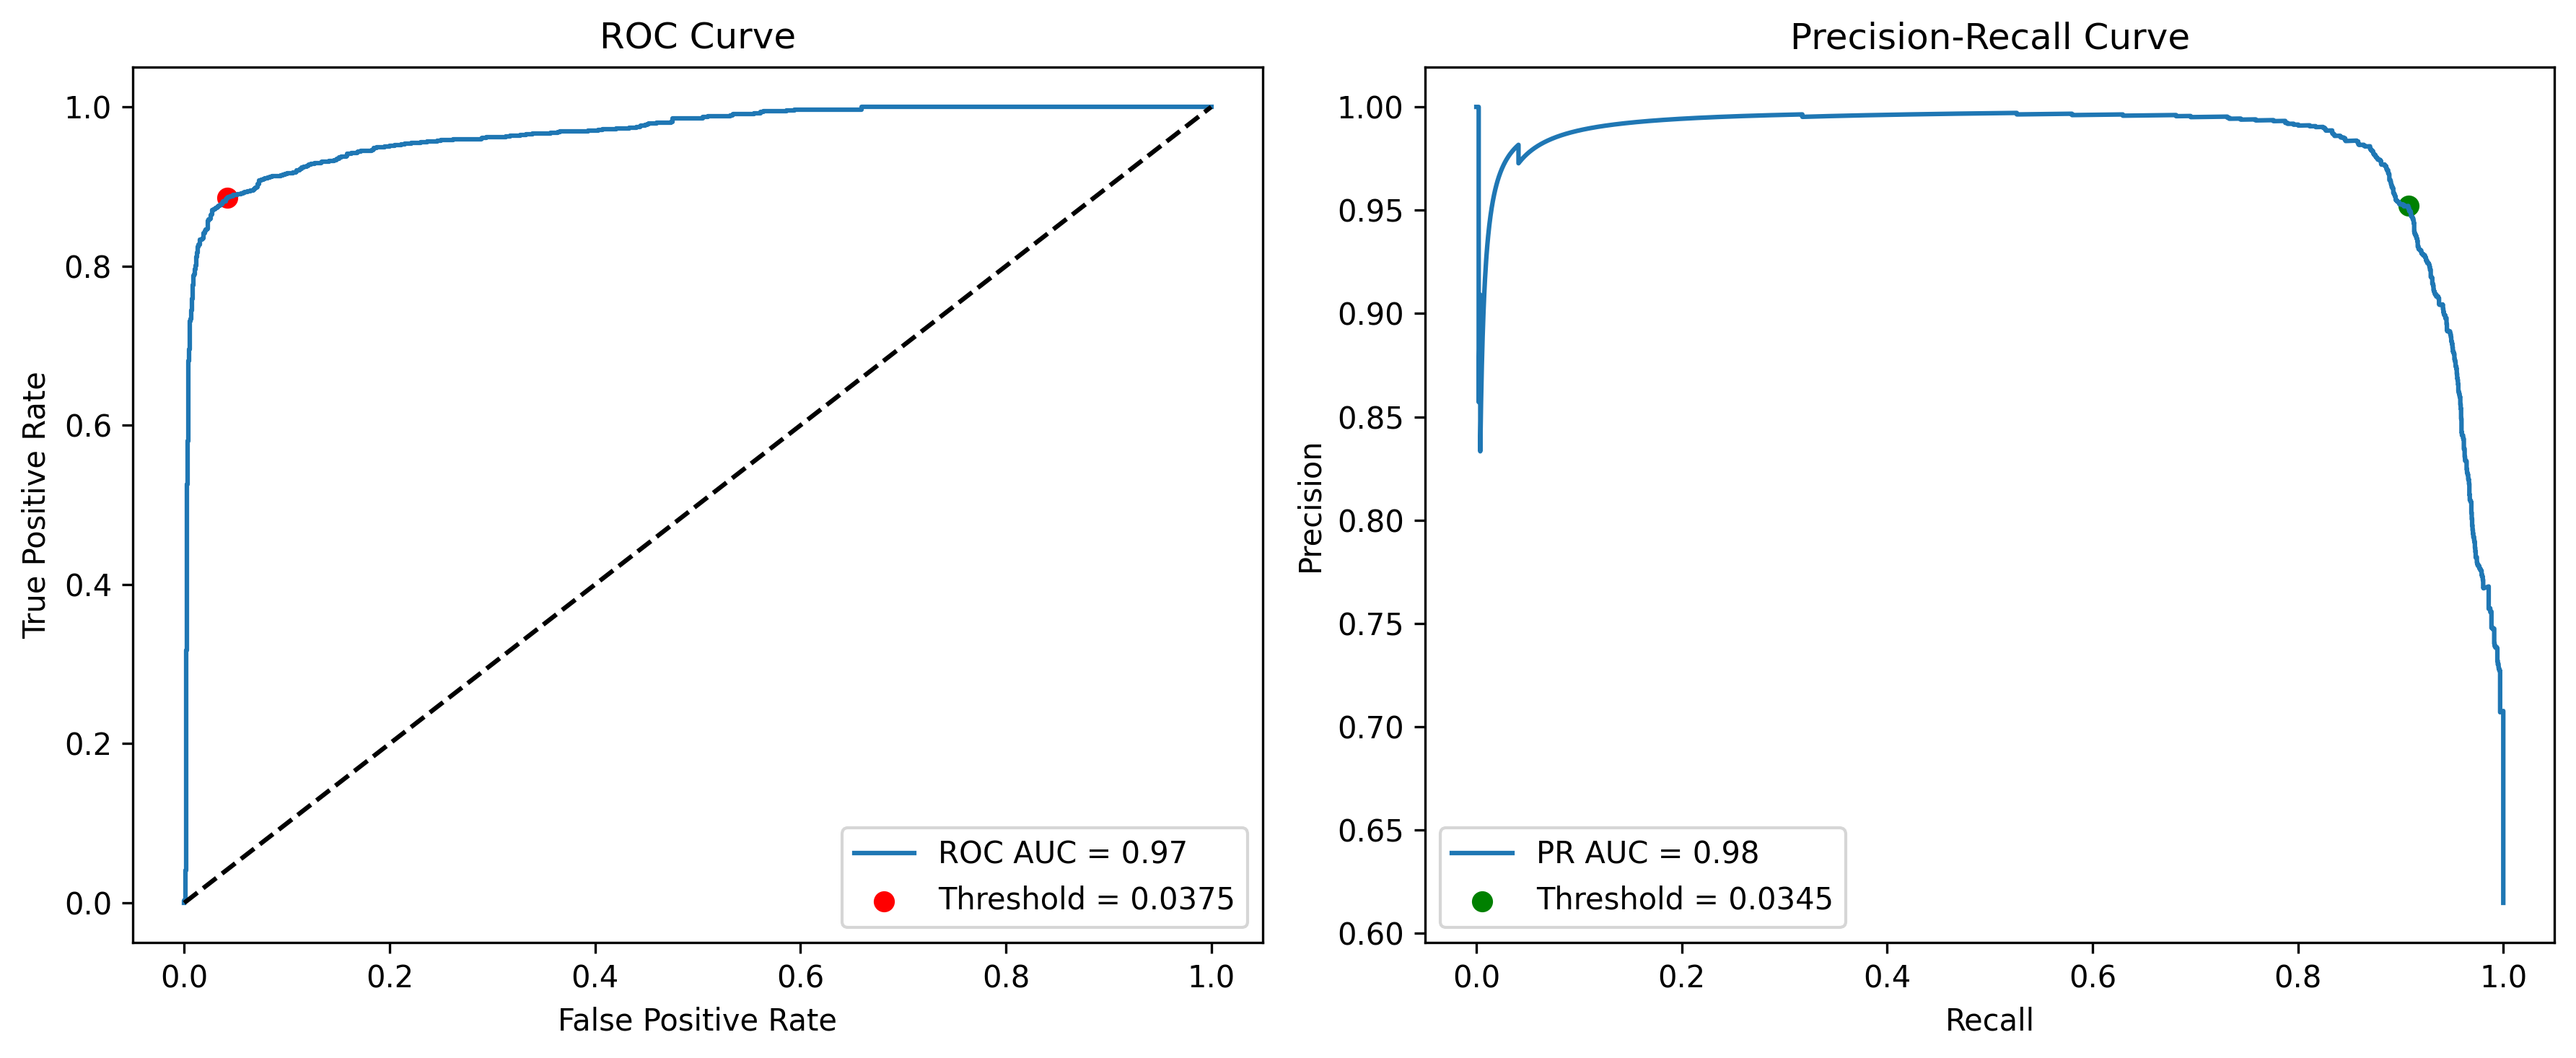 ROC Curve
True Positive Rate
1.0
0.8
0.6
0.4
0.2
0.0
0.0 0.2 0.4 0.6 0.8 1.0
False Positive Rate
ROC AUC = 0.97
Threshold = 0.0375
Precision-Recall Curve
Precision
1.00
0.95
0.90
0.85
0.80
0.75
0.70
0.65
0.60
0.0 0.2 0.4 0.6 0.8 1.0
Recall
PR AUC = 0.98
Threshold = 0.0345